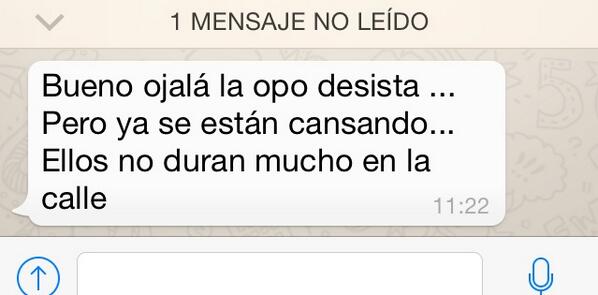 1 MENSAJE NO LEÍDO
Bueno ojalá la opo desista ...
Pero ya se están cansando...
Ellos no duran mucho en la
calle
11:22